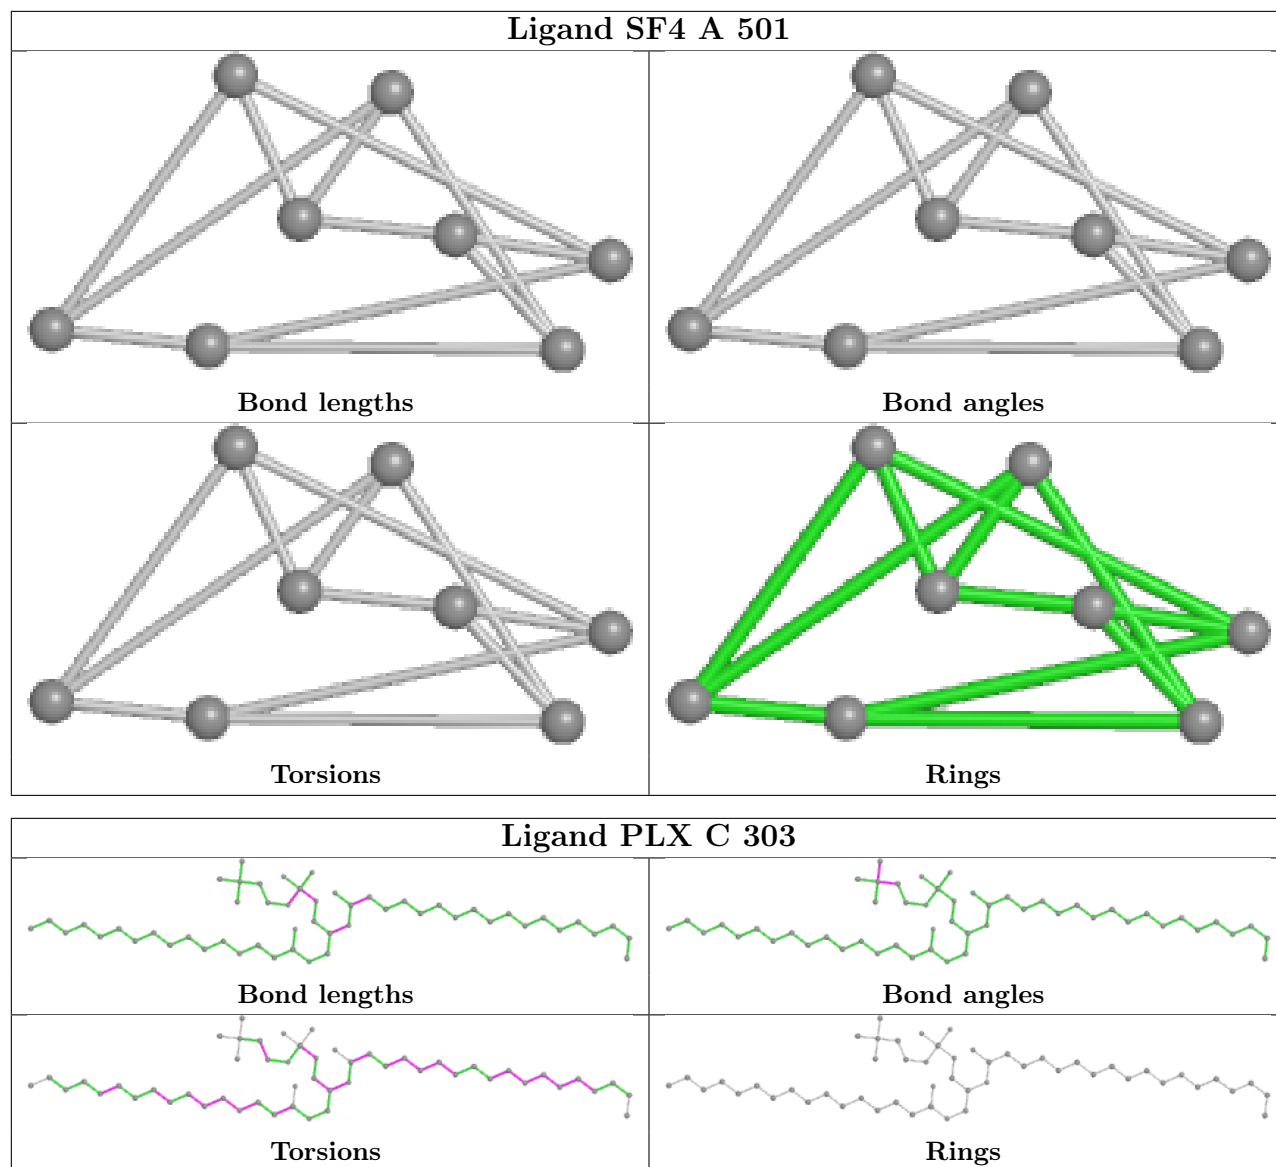 Ligand SF4 A 501
Bond lengths
Bond angles
Torsions
Rings
Ligand PLX C 303
Bond lengths
Bond angles
Torsions
Rings